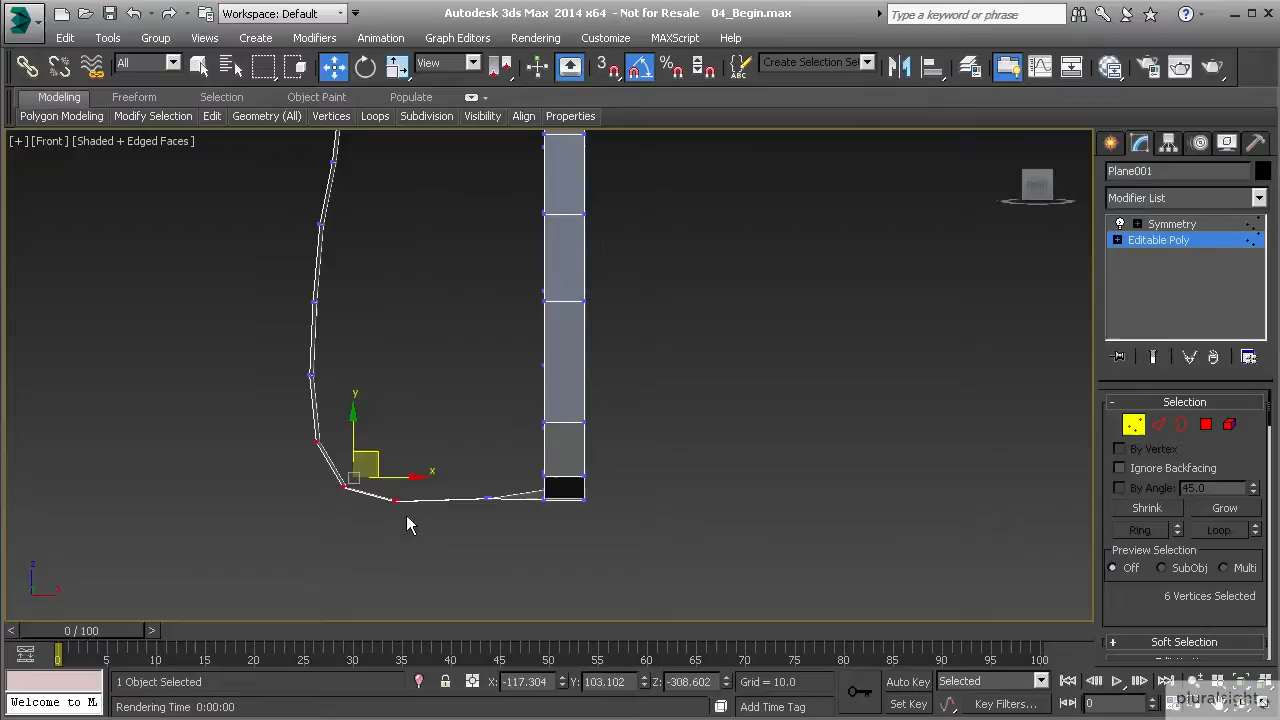 Workspace: Default
Autodesk 3ds Max 2014 x64 - Not for Resale 04_Begin.max
Type a keyword or phrase
Edit Tools Group Views Create Modifiers Animation Graph Editors Rendering Customize MAXScript Help
All View 3 Create Selection Se
Modeling Freeform Selection Object Paint Populate
Polygon Modeling Modify Selection Edit Geometry (All) Vertices Loops Subdivision Visibility Align Properties
[+] [Front] [Shaded + Edged Faces]
Plane001
Modifier List
Symmetry
Editable Poly
FRONT
y
x
z
x
- Selection
By Vertex
Ignore Backfacing
By Angle: 45.0
Shrink Grow
Ring Loop
Preview Selection
Off SubObj Multi
6 Vertices Selected
+ Soft Selection
< 0 / 100 >
0 5 10 15 20 25 30 35 40 45 50 55 60 65 70 75 80 85 90 95 100
1 Object Selected X: -117.304 Y: 103.102 Z: -308.602 Grid = 10.0 Auto Key Selected
Welcome to M Rendering Time 0:00:00 Add Time Tag Set Key Key Filters... 0
pluralsight